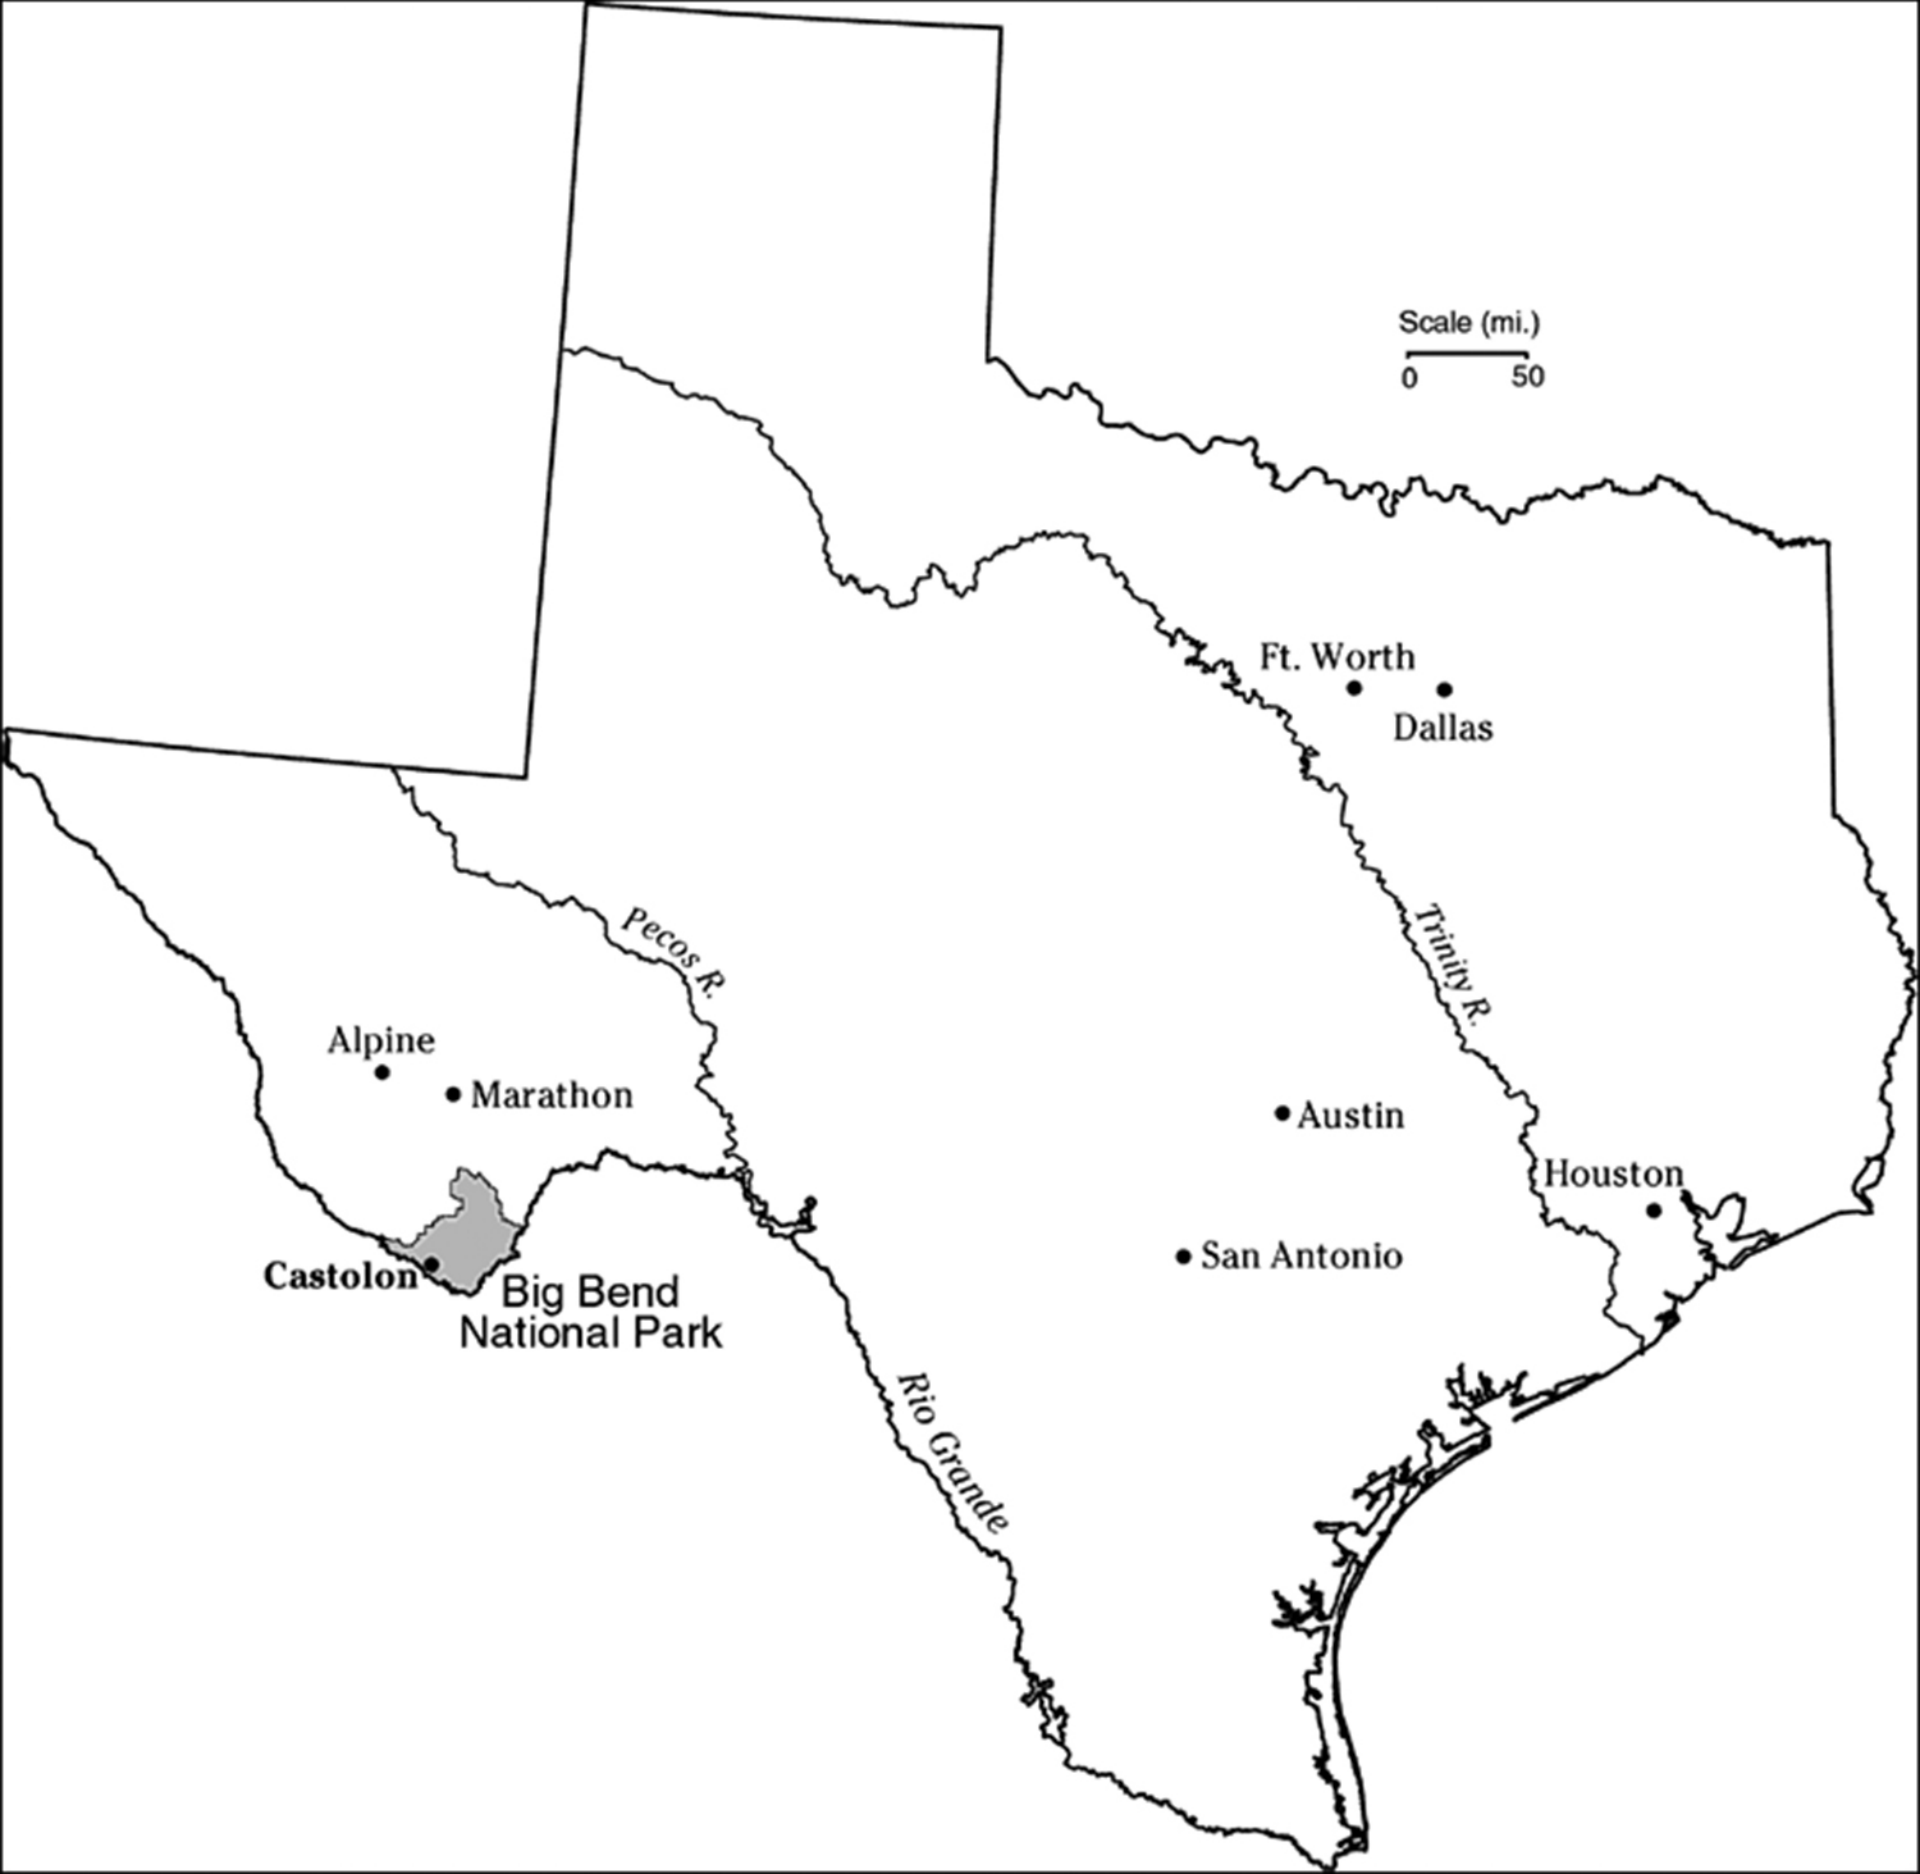 Scale (mi.)
0 50
Ft. Worth
Dallas
Pecos R.
Trinity R.
Alpine
Marathon
Austin
Houston
San Antonio
Castolon
Big Bend
National Park
Rio Grande